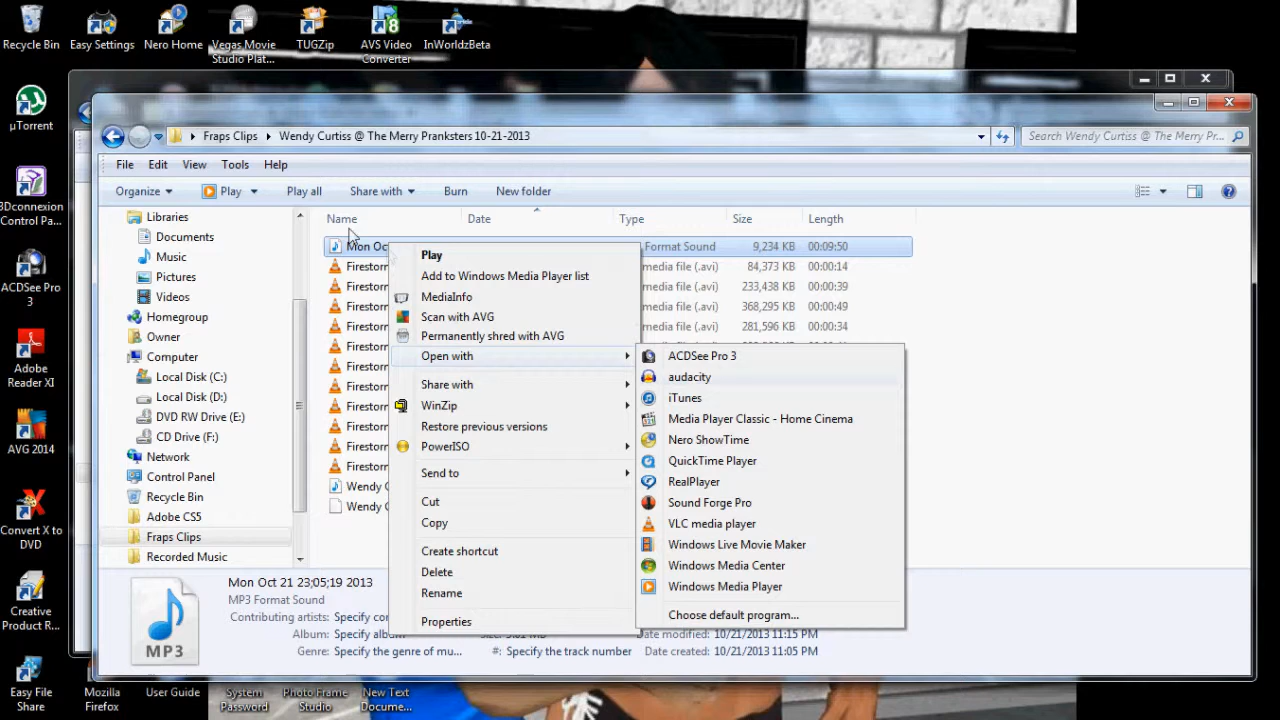 Recycle Bin
Easy Settings
Nero Home
Vegas Movie
Studio Plat...
TUGZip
AVS Video
Converter
InWorldzBeta
µTorrent
3Dconnexion
Control Pa...
ACDSee Pro
3
Adobe
Reader XI
AVG 2014
Convert X to
DVD
Creative
Product R...
Easy File
Share
Mozilla
Firefox
User Guide
System
Password
Photo Frame
Studio
New Text
Docume...
Fraps Clips
Wendy Curtiss @ The Merry Pranksters 10-21-2013
Search Wendy Curtiss @ The Merry Pr...
File Edit View Tools Help
Organize Play Play all Share with Burn New folder
Name Date Type Size Length
Libraries
Documents
Music
Pictures
Videos
Homegroup
Owner
Computer
Local Disk (C:)
Local Disk (D:)
DVD RW Drive (E:)
CD Drive (F:)
Network
Control Panel
Recycle Bin
Adobe CS5
Fraps Clips
Recorded Music
Mon Oct Format Sound 9,234 KB 00:09:50
Firestorm media file (.avi) 84,373 KB 00:00:14
Firestorm media file (.avi) 233,438 KB 00:00:39
Firestorm media file (.avi) 368,295 KB 00:00:49
Firestorm media file (.avi) 281,596 KB 00:00:34
Firestorm
Firestorm
Firestorm
Firestorm
Firestorm
Firestorm
Firestorm
Wendy C
Wendy C
Play
Add to Windows Media Player list
MediaInfo
Scan with AVG
Permanently shred with AVG
Open with
Share with
WinZip
Restore previous versions
PowerISO
Send to
Cut
Copy
Create shortcut
Delete
Rename
Properties
ACDSee Pro 3
audacity
iTunes
Media Player Classic - Home Cinema
Nero ShowTime
QuickTime Player
RealPlayer
Sound Forge Pro
VLC media player
Windows Live Movie Maker
Windows Media Center
Windows Media Player
Choose default program...
MP3
Mon Oct 21 23;05;19 2013
MP3 Format Sound
Contributing artists: Specify con
Album: Specify albu
Date modified: 10/21/2013 11:15 PM
Genre: Specify the genre of mu... #: Specify the track number Date created: 10/21/2013 11:05 PM